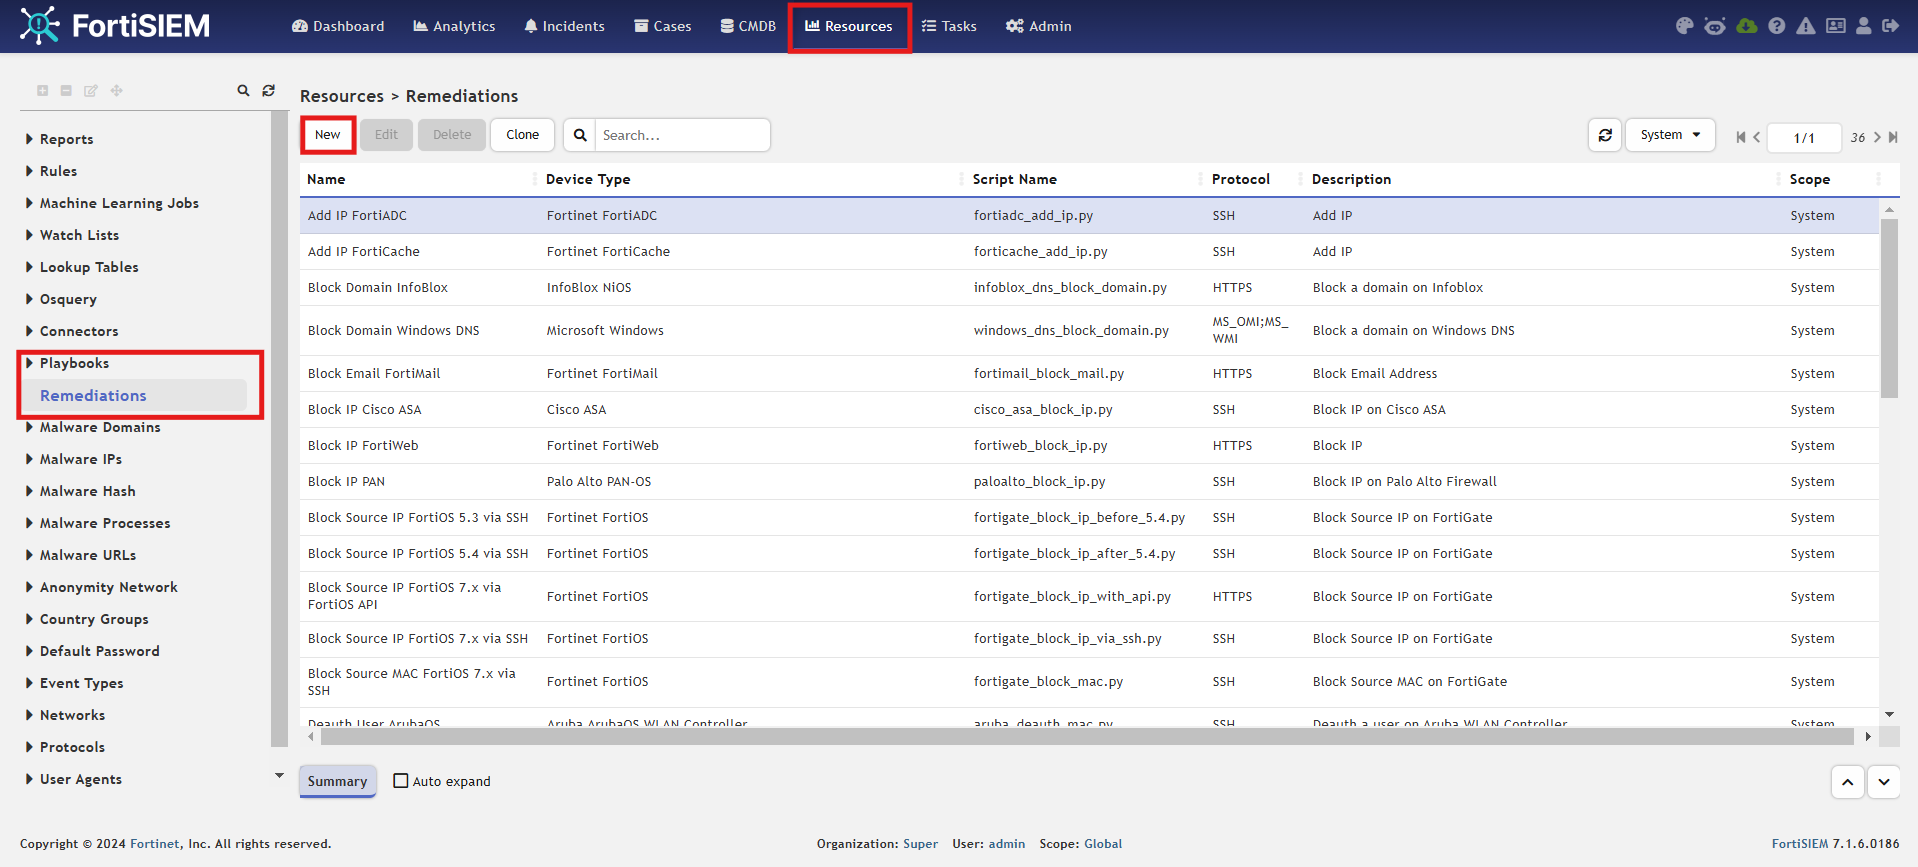 FortiSIEM
Dashboard Analytics Incidents Cases CMDB Resources Tasks Admin
Resources > Remediations
New Edit Delete Clone Search... System 1/1 36
Reports
Rules
Machine Learning Jobs
Watch Lists
Lookup Tables
Osquery
Connectors
Playbooks
Remediations
Malware Domains
Malware IPs
Malware Hash
Malware Processes
Malware URLs
Anonymity Network
Country Groups
Default Password
Event Types
Networks
Protocols
User Agents
Name Device Type Script Name Protocol Description Scope
Add IP FortiADC Fortinet FortiADC fortiadc_add_ip.py SSH Add IP System
Add IP FortiCache Fortinet FortiCache forticache_add_ip.py SSH Add IP System
Block Domain InfoBlox InfoBlox NiOS infoblox_dns_block_domain.py HTTPS Block a domain on Infoblox System
Block Domain Windows DNS Microsoft Windows windows_dns_block_domain.py MS_OMI;MS_
WMI Block a domain on Windows DNS System
Block Email FortiMail Fortinet FortiMail fortimail_block_mail.py HTTPS Block Email Address System
Block IP Cisco ASA Cisco ASA cisco_asa_block_ip.py SSH Block IP on Cisco ASA System
Block IP FortiWeb Fortinet FortiWeb fortiweb_block_ip.py HTTPS Block IP System
Block IP PAN Palo Alto PAN-OS paloalto_block_ip.py SSH Block IP on Palo Alto Firewall System
Block Source IP FortiOS 5.3 via SSH Fortinet FortiOS fortigate_block_ip_before_5.4.py SSH Block Source IP on FortiGate System
Block Source IP FortiOS 5.4 via SSH Fortinet FortiOS fortigate_block_ip_after_5.4.py SSH Block Source IP on FortiGate System
Block Source IP FortiOS 7.x via
FortiOS API Fortinet FortiOS fortigate_block_ip_with_api.py HTTPS Block Source IP on FortiGate System
Block Source IP FortiOS 7.x via SSH Fortinet FortiOS fortigate_block_ip_via_ssh.py SSH Block Source IP on FortiGate System
Block Source MAC FortiOS 7.x via
SSH Fortinet FortiOS fortigate_block_mac.py SSH Block Source MAC on FortiGate System
Deauth User ArubaOS Aruba ArubaOS WLAN Controller aruba_deauth_mac.py SSH Deauth a user on Aruba WLAN Controller System
Summary Auto expand
Copyright © 2024 Fortinet, Inc. All rights reserved. Organization: Super User: admin Scope: Global FortiSIEM 7.1.6.0186